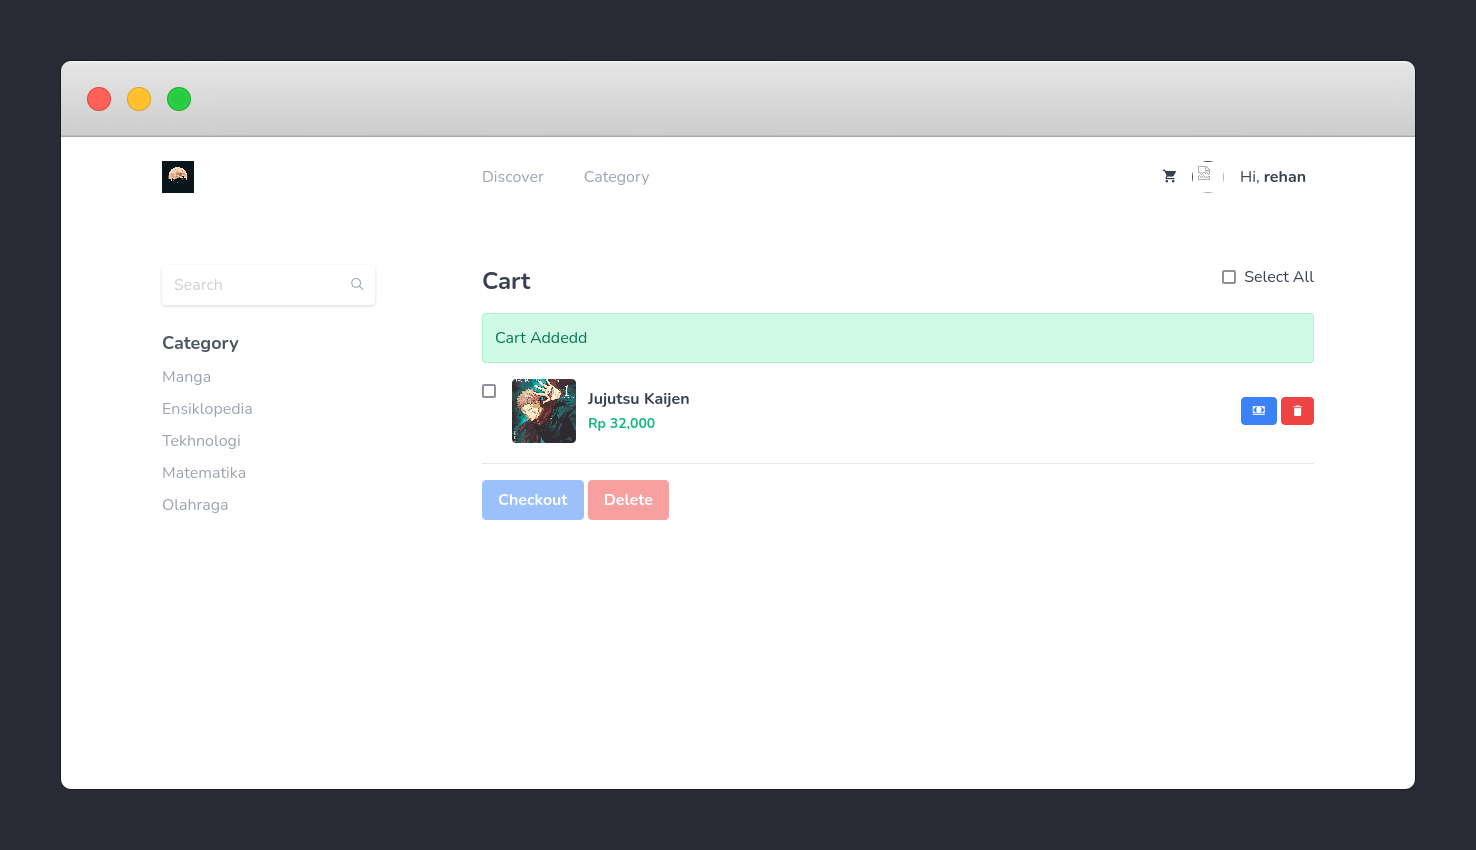 Discover
Category
Hi, rehan
Search
Category
Manga
Ensiklopedia
Tekhnologi
Matematika
Olahraga
Cart
Select All
Cart Addedd
1
Jujutsu Kaijen
Rp 32,000
Checkout
Delete